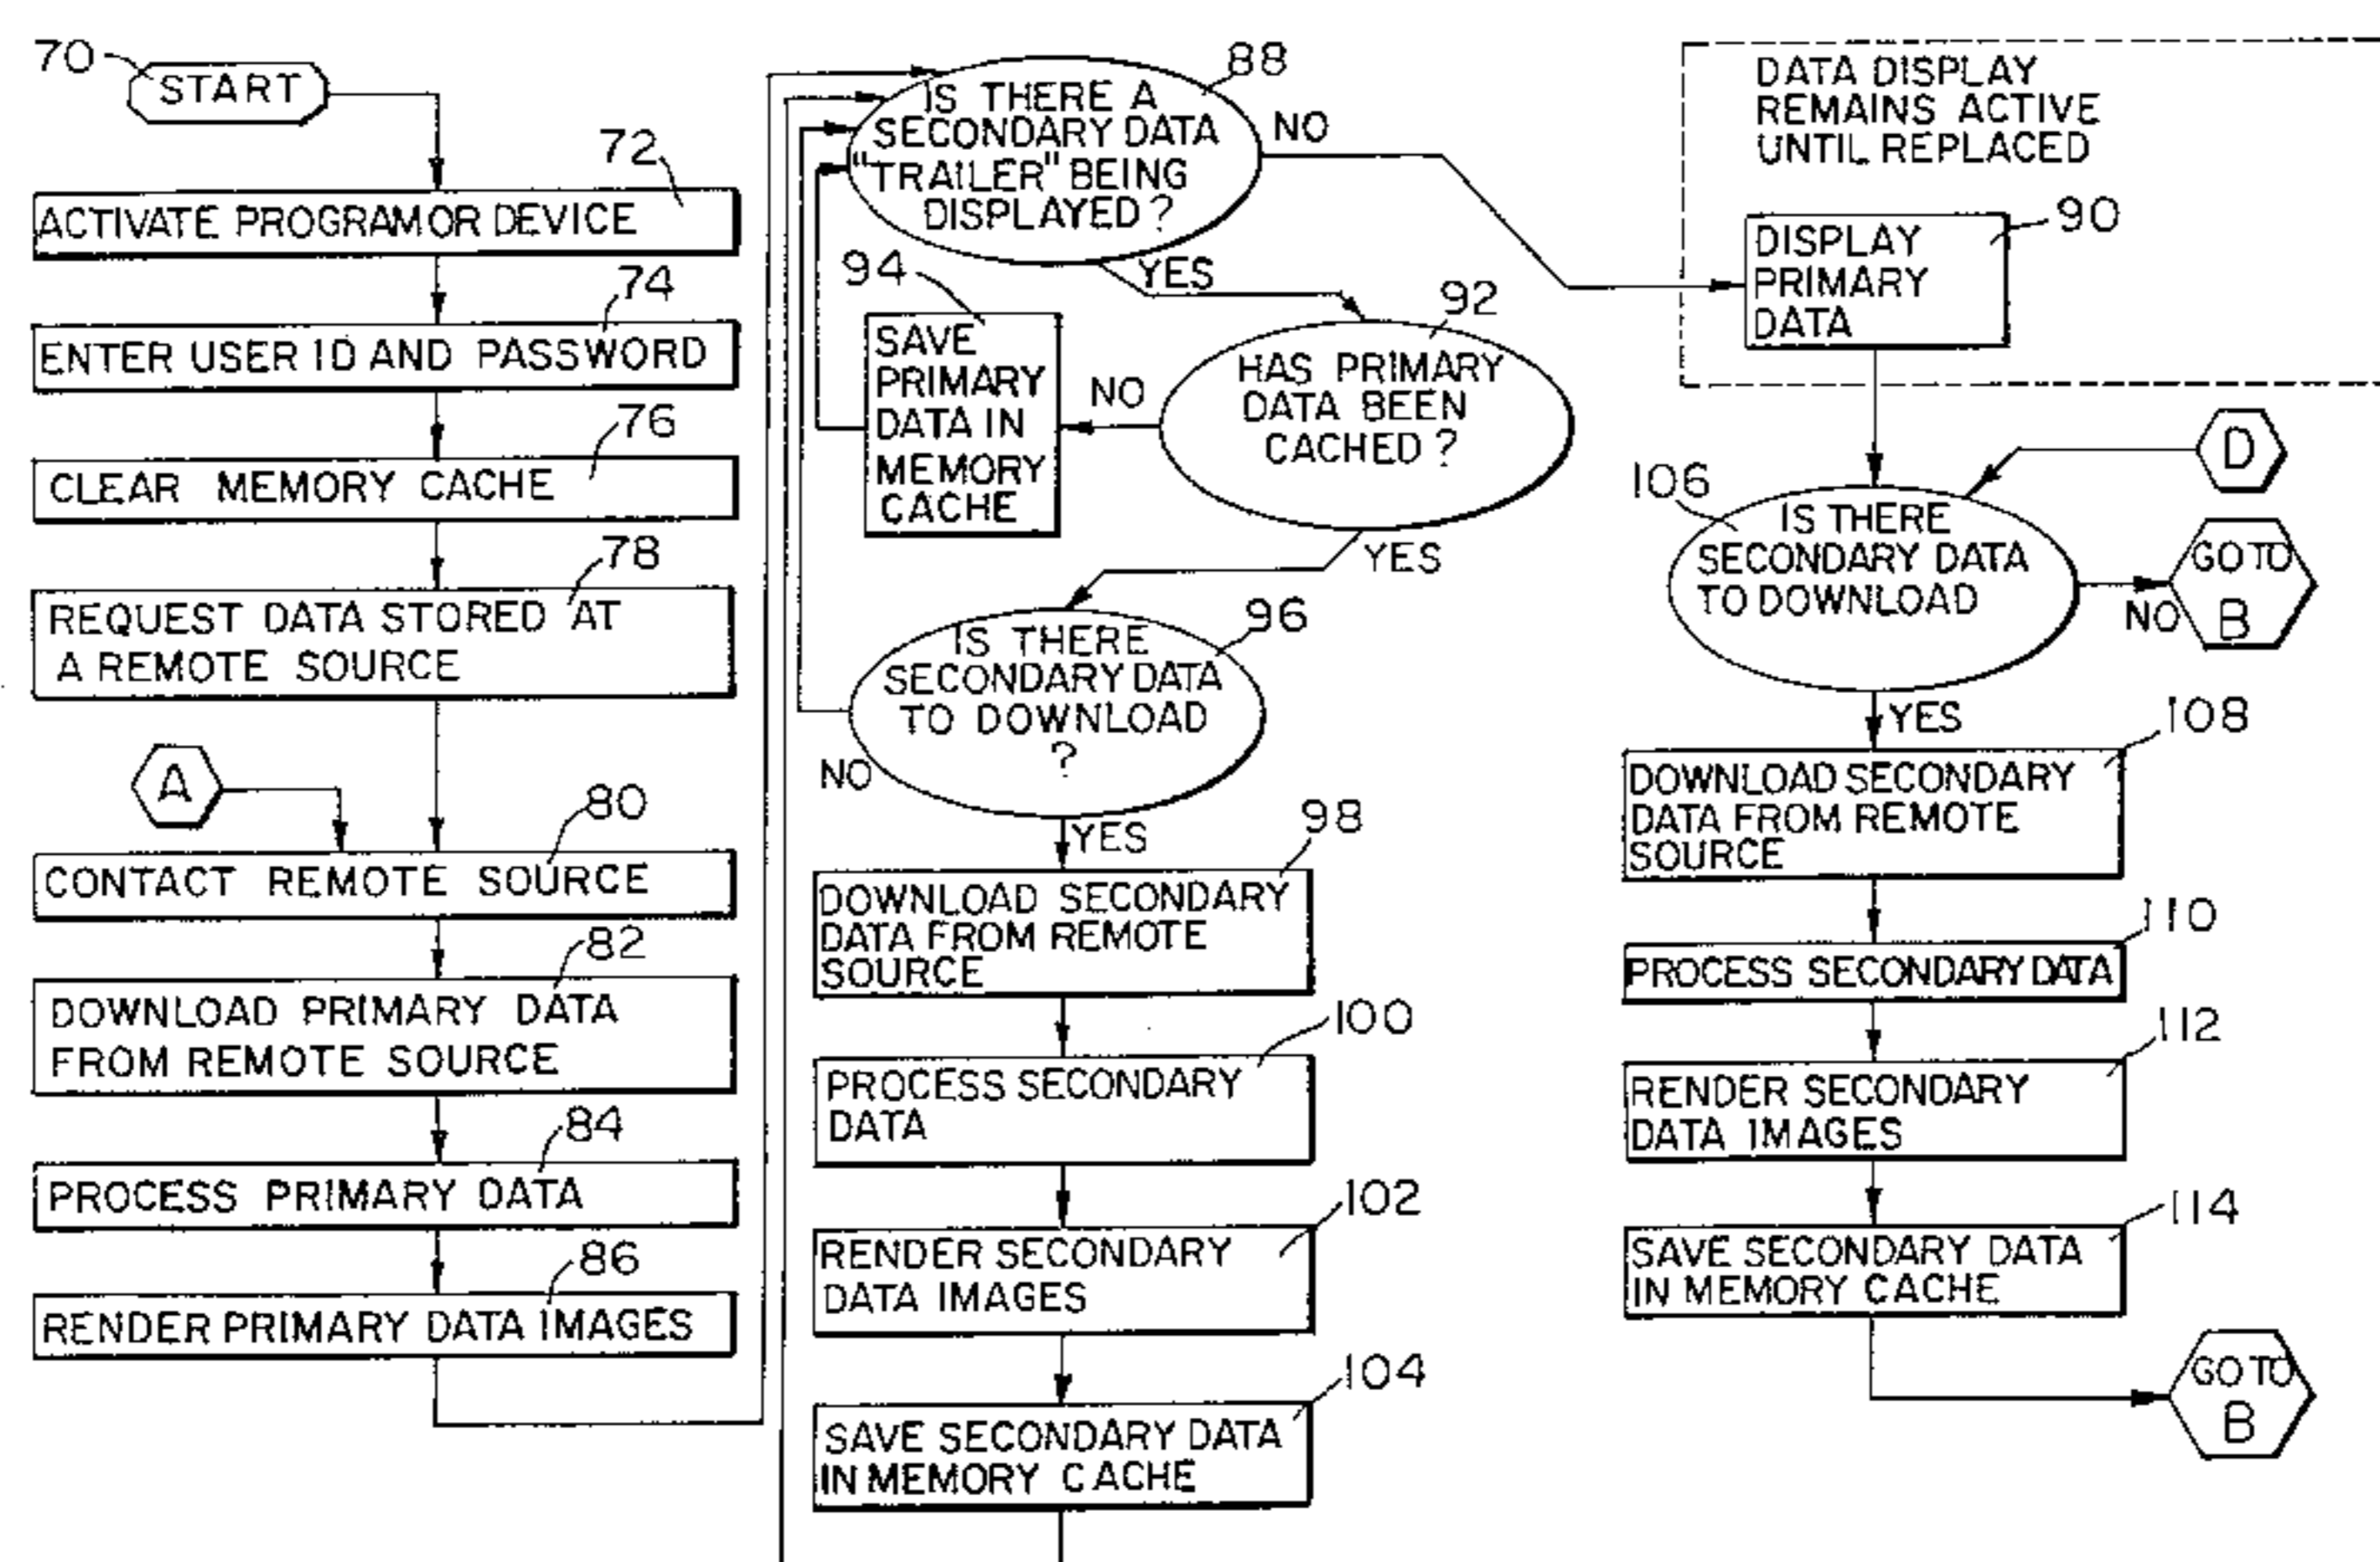 70
START
72
ACTIVATE PROGRAM OR DEVICE
74
ENTER USER ID AND PASSWORD
76
CLEAR MEMORY CACHE
78
REQUEST DATA STORED AT
A REMOTE SOURCE
A
80
CONTACT REMOTE SOURCE
82
DOWNLOAD PRIMARY DATA
FROM REMOTE SOURCE
84
PROCESS PRIMARY DATA
86
RENDER PRIMARY DATA IMAGES
88
IS THERE A
SECONDARY DATA
"TRAILER" BEING
DISPLAYED?
NO
YES
94
SAVE
PRIMARY
DATA IN
MEMORY
CACHE
NO
92
HAS PRIMARY
DATA BEEN
CACHED?
YES
96
IS THERE
SECONDARY DATA
TO DOWNLOAD
?
NO
YES
98
DOWNLOAD SECONDARY
DATA FROM REMOTE
SOURCE
100
PROCESS SECONDARY
DATA
102
RENDER SECONDARY
DATA IMAGES
104
SAVE SECONDARY DATA
IN MEMORY CACHE
DATA DISPLAY
REMAINS ACTIVE
UNTIL REPLACED
90
DISPLAY
PRIMARY
DATA
D
106
IS THERE
SECONDARY DATA
TO DOWNLOAD
NO
GO TO
B
YES
108
DOWNLOAD SECONDARY
DATA FROM REMOTE
SOURCE
110
PROCESS SECONDARY DATA
112
RENDER SECONDARY
DATA IMAGES
114
SAVE SECONDARY DATA
IN MEMORY CACHE
GO TO
B